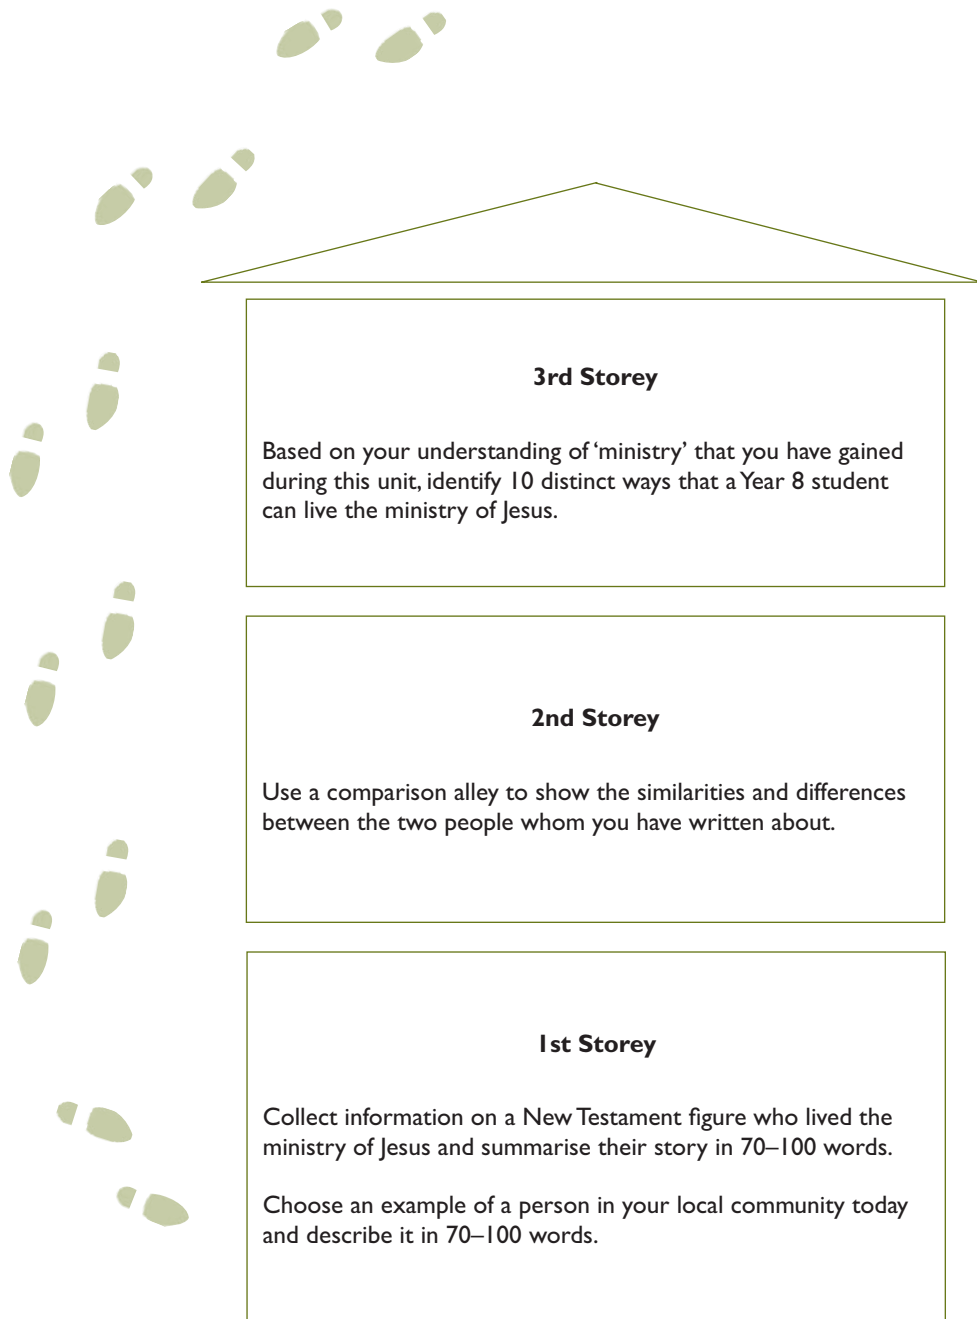 3rd Storey
Based on your understanding of ‘ministry’ that you have gained
during this unit, identify 10 distinct ways that a Year 8 student
can live the ministry of Jesus.
2nd Storey
Use a comparison alley to show the similarities and differences
between the two people whom you have written about.
1st Storey
Collect information on a New Testament figure who lived the
ministry of Jesus and summarise their story in 70–100 words.
Choose an example of a person in your local community today
and describe it in 70–100 words.